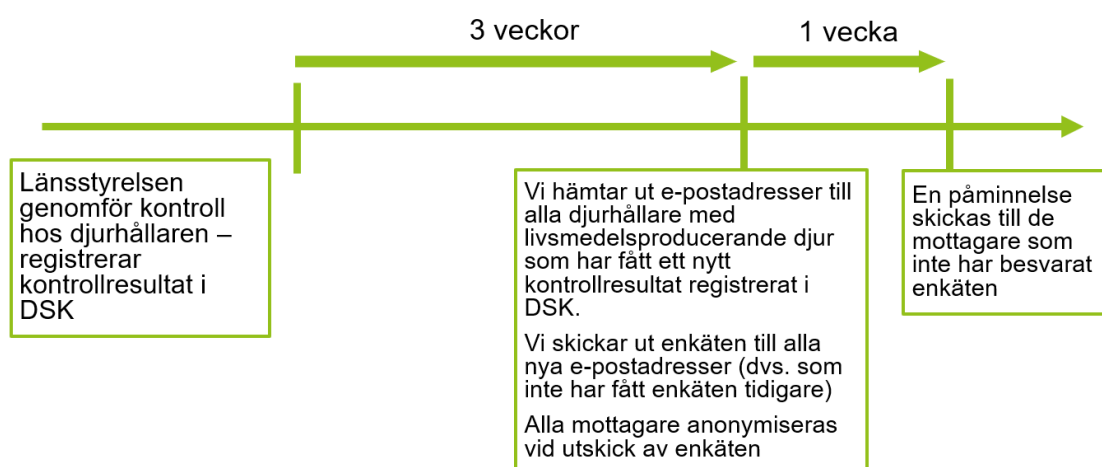 3 veckor
1 vecka
Länsstyrelsen
genomför kontroll
hos djurhållaren –
registrerar
kontrollresultat i
DSK
Vi hämtar ut e-postadresser till
alla djurhållare med
livsmedelsproducerande djur
som har fått ett nytt
kontrollresultat registrerat i
DSK.
Vi skickar ut enkäten till alla
nya e-postadresser (dvs. som
inte har fått enkäten tidigare)
Alla mottagare anonymiseras
vid utskick av enkäten
En påminnelse
skickas till de
mottagare som
inte har besvarat
enkäten